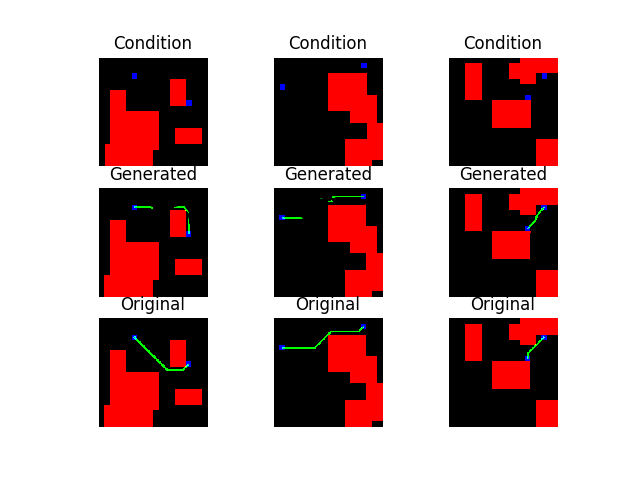 Condition Condition Condition
Generated Generated Generated
Original Original Original